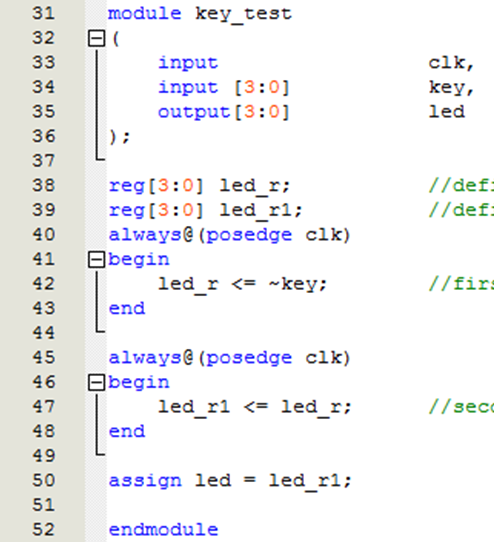 31 module key_test
32 (
33 input clk,
34 input [3:0] key,
35 output[3:0] led
36 );
37
38 reg[3:0] led_r; //defi
39 reg[3:0] led_r1; //defi
40 always@(posedge clk)
41 begin
42 led_r <= ~key; //firs
43 end
44
45 always@(posedge clk)
46 begin
47 led_r1 <= led_r; //seco
48 end
49
50 assign led = led_r1;
51
52 endmodule